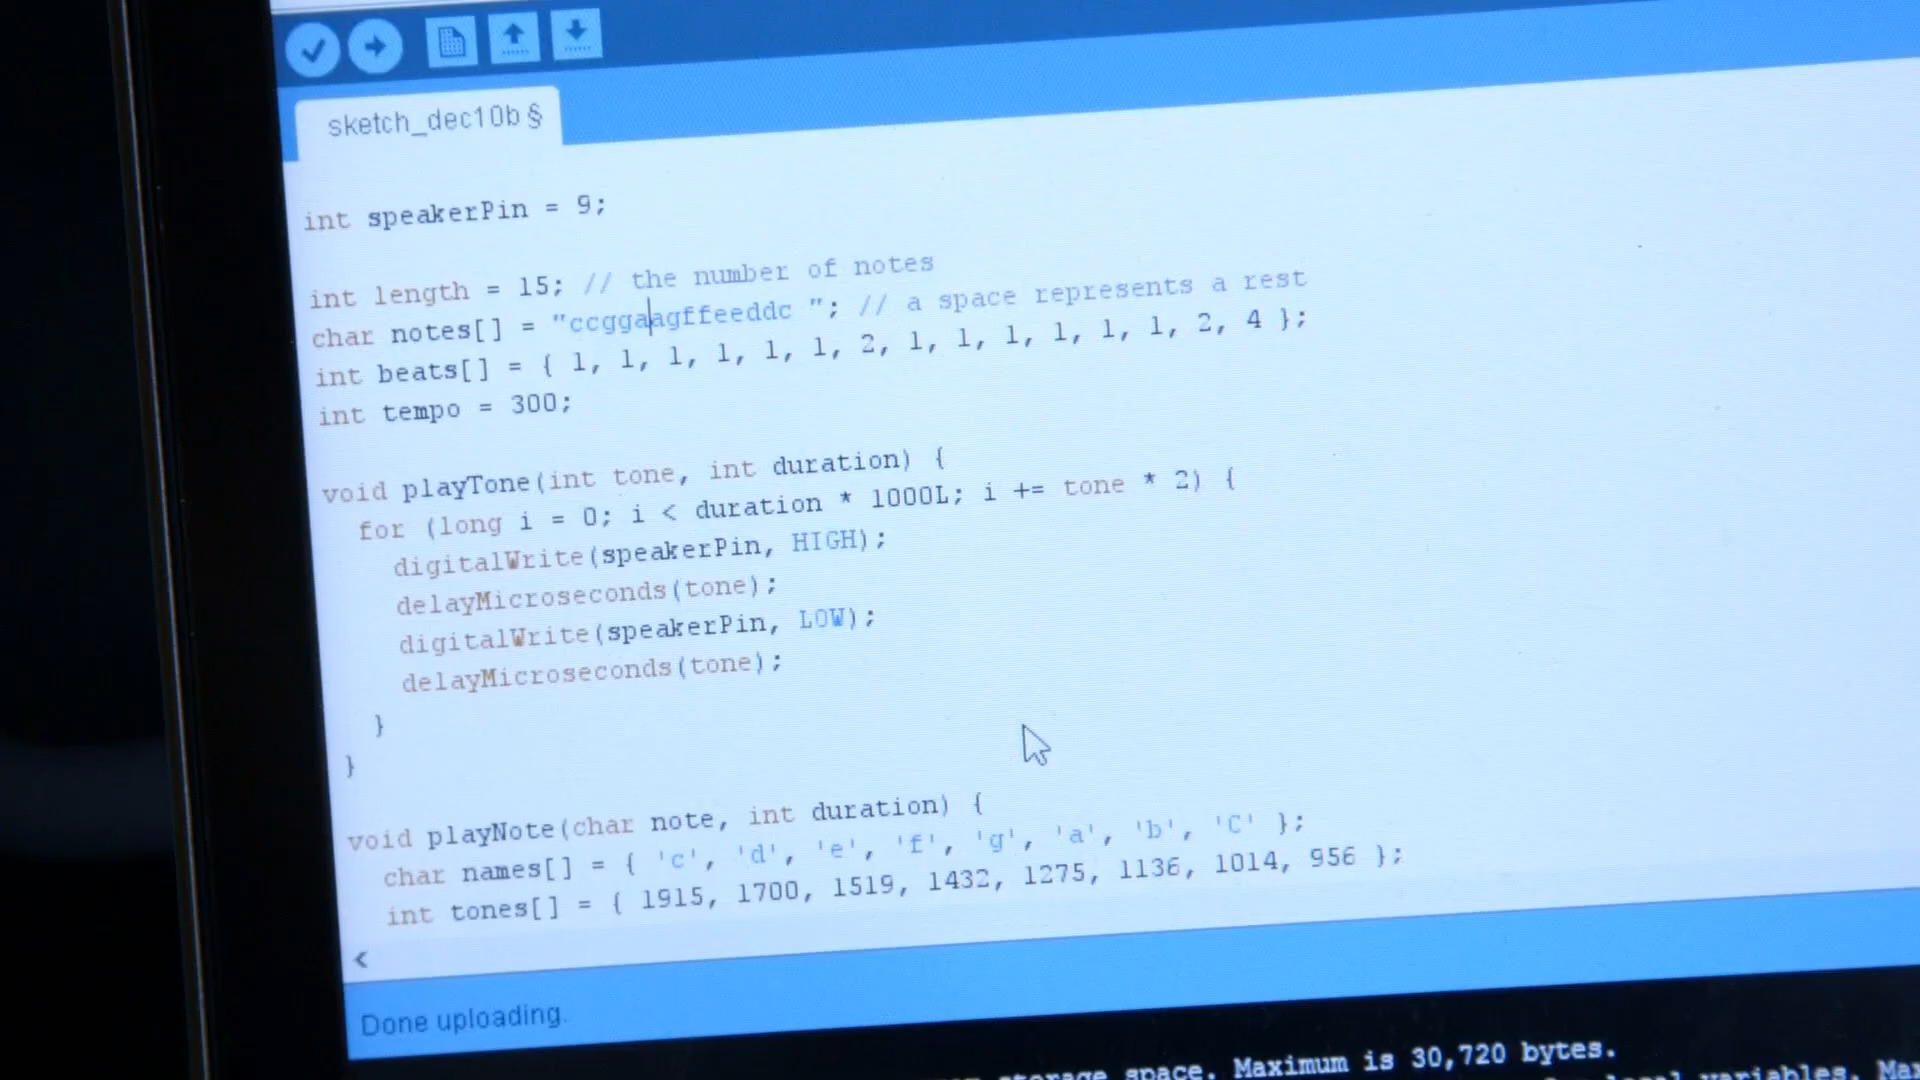 sketch_dec10b §
int speakerPin = 9;
int length = 15; // the number of notes
char notes[] = "ccggaagffeeddc "; // a space represents a rest
int beats[] = { 1, 1, 1, 1, 1, 1, 2, 1, 1, 1, 1, 1, 1, 2, 4 };
int tempo = 300;
void playTone(int tone, int duration) {
for (long i = 0; i < duration * 1000L; i += tone * 2) {
digitalWrite(speakerPin, HIGH);
delayMicroseconds(tone);
digitalWrite(speakerPin, LOW);
delayMicroseconds(tone);
}
}
void playNote(char note, int duration) {
char names[] = { 'c', 'd', 'e', 'f', 'g', 'a', 'b', 'C' };
int tones[] = { 1915, 1700, 1519, 1432, 1275, 1136, 1014, 956 };
Done uploading.
storage space. Maximum is 30,720 bytes.
local variables.